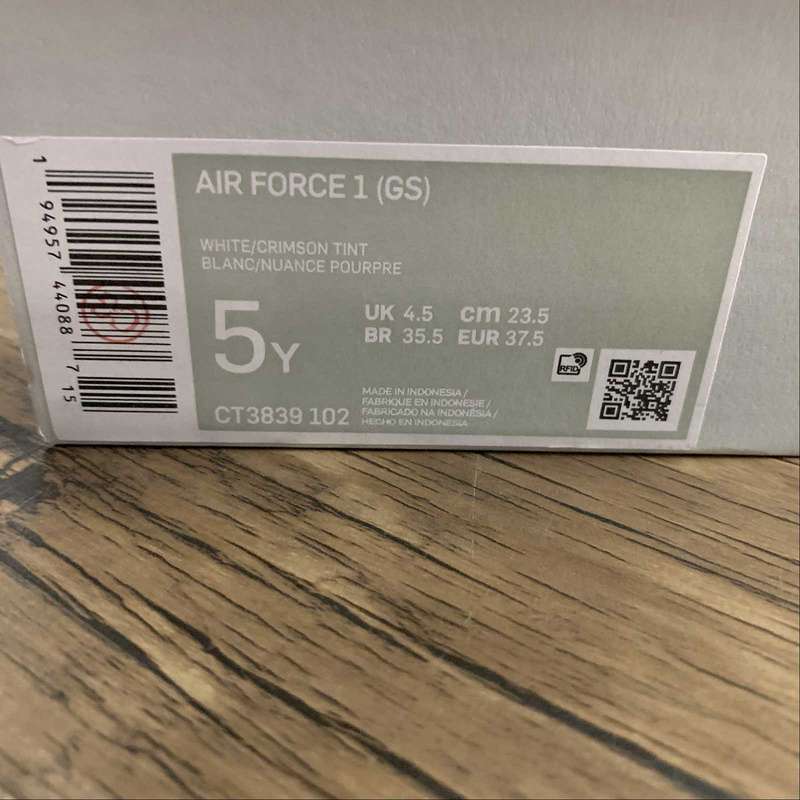 AIR FORCE 1 (GS)
WHITE/CRIMSON TINT
BLANC/NUANCE POURPRE
5Y
UK 4.5 cm 23.5
BR 35.5 EUR 37.5
CT3839 102
MADE IN INDONESIA/
FABRIQUE EN INDONESIE/
FABRICADO NA INDONÉSIA/
HECHO EN INDONESIA
RFID
1 94957 44088 7 15